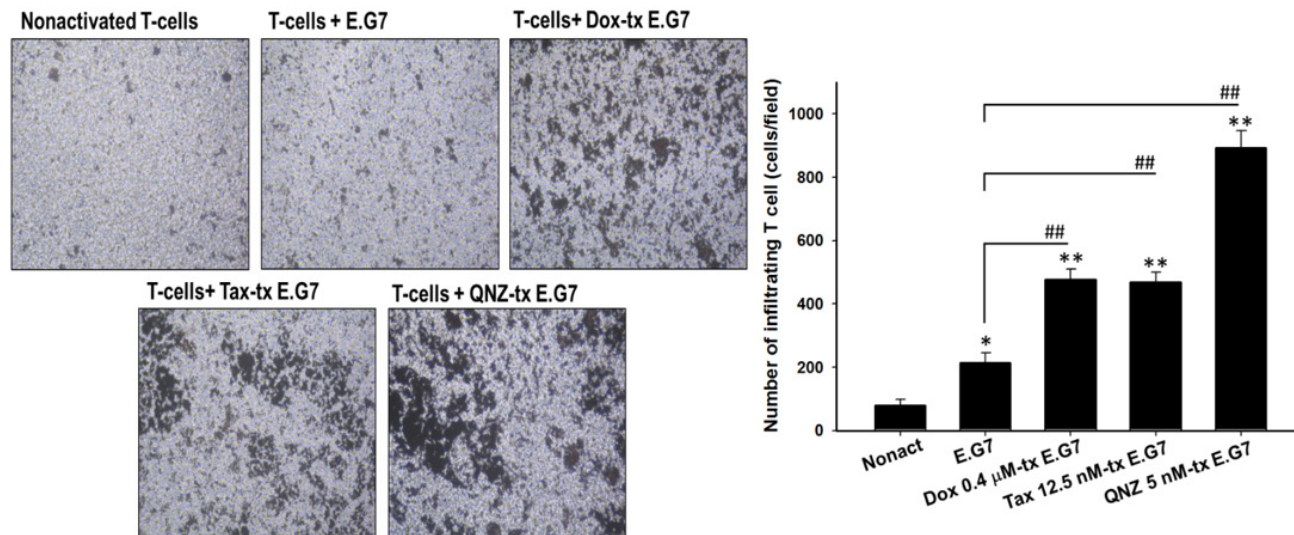 Nonactivated T-cells
T-cells + E.G7
T-cells+ Dox-tx E.G7
T-cells+ Tax-tx E.G7
T-cells + QNZ-tx E.G7
Number of infiltrating T cell (cells/field)
1000
800
600
400
200
0
##
**
##
##
**
**
*
Nonact
E.G7
Dox 0.4 μM-tx E.G7
Tax 12.5 nM-tx E.G7
QNZ 5 nM-tx E.G7